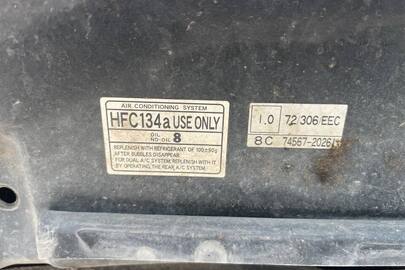 AIR CONDITIONING SYSTEM
HFC134a USE ONLY
OIL
ND-OIL 8
REPLENISH WITH REFRIGERANT OF 100±50g
AFTER BUBBLES DISAPPEAR.
FOR DUAL A/C SYSTEM, REPLENISH WITH IT
BY OPERATING THE REAR A/C SYSTEM.
1.0 72/306/EEC
8C 74567-2026